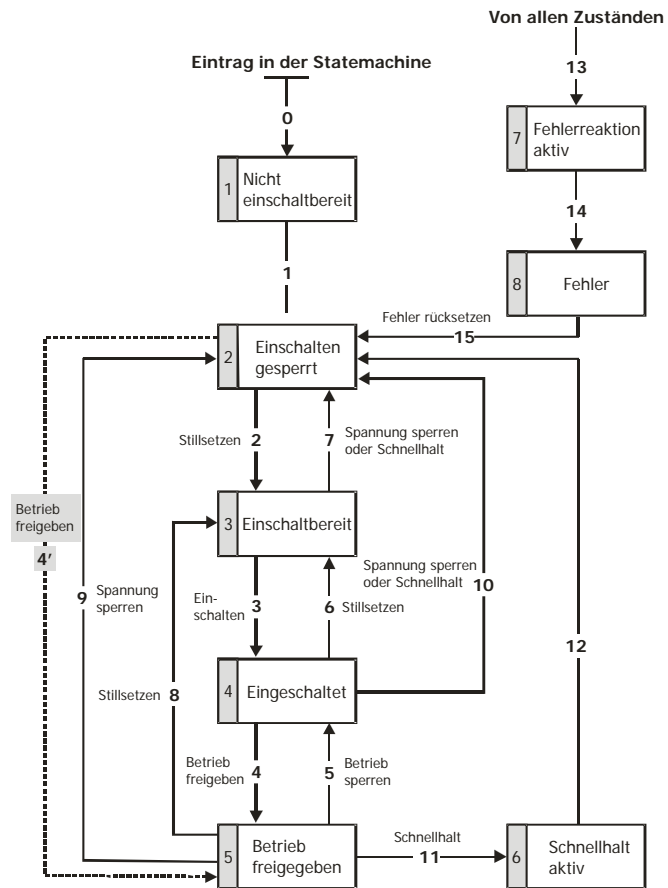 Von allen Zuständen
13
Eintrag in der Statemachine
0
7
Fehlerreaktion
aktiv
1
Nicht
einschaltbereit
14
8
Fehler
1
Fehler rücksetzen
15
2
Einschalten
gesperrt
Stillsetzen 2
7 Spannung sperren
oder Schnellhalt
Betrieb
freigeben
4'
3
Einschaltbereit
9 Spannung
sperren
Ein-
schalten 3
6 Stillsetzen
Spannung sperren
oder Schnellhalt 10
12
Stillsetzen 8
4
Eingeschaltet
Betrieb
freigeben 4
5 Betrieb
sperren
5
Betrieb
freigegeben
Schnellhalt
11
6
Schnellhalt
aktiv